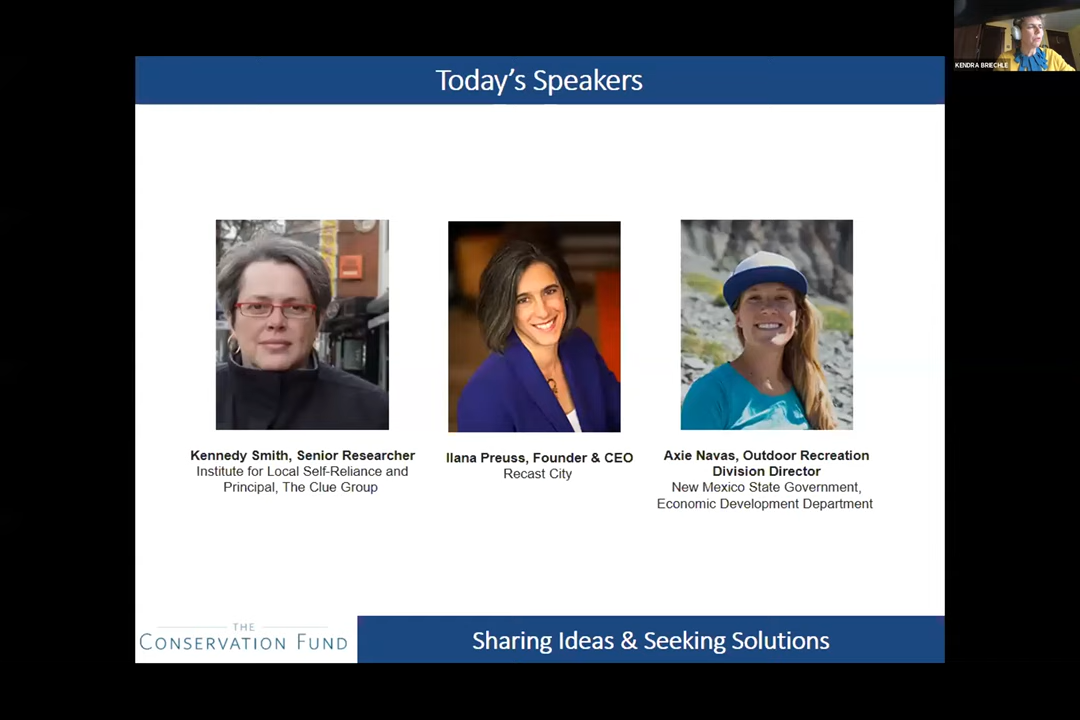 Today's Speakers
KENDRA BRIECHLE
Kennedy Smith, Senior Researcher
Institute for Local Self-Reliance and
Principal, The Clue Group
Ilana Preuss, Founder & CEO
Recast City
Axie Navas, Outdoor Recreation
Division Director
New Mexico State Government,
Economic Development Department
THE
CONSERVATION FUND
Sharing Ideas & Seeking Solutions